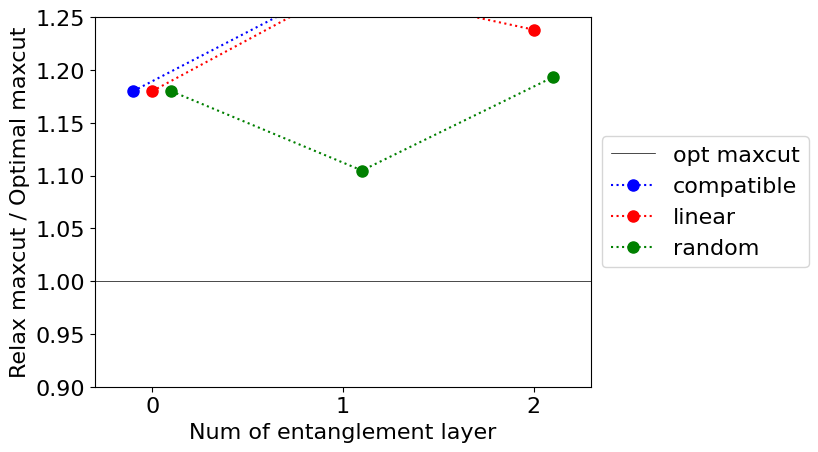 1.25
1.20
1.15
1.10
1.05
1.00
0.95
0.90
Relax maxcut / Optimal maxcut
0 1 2
Num of entanglement layer
opt maxcut
compatible
linear
random